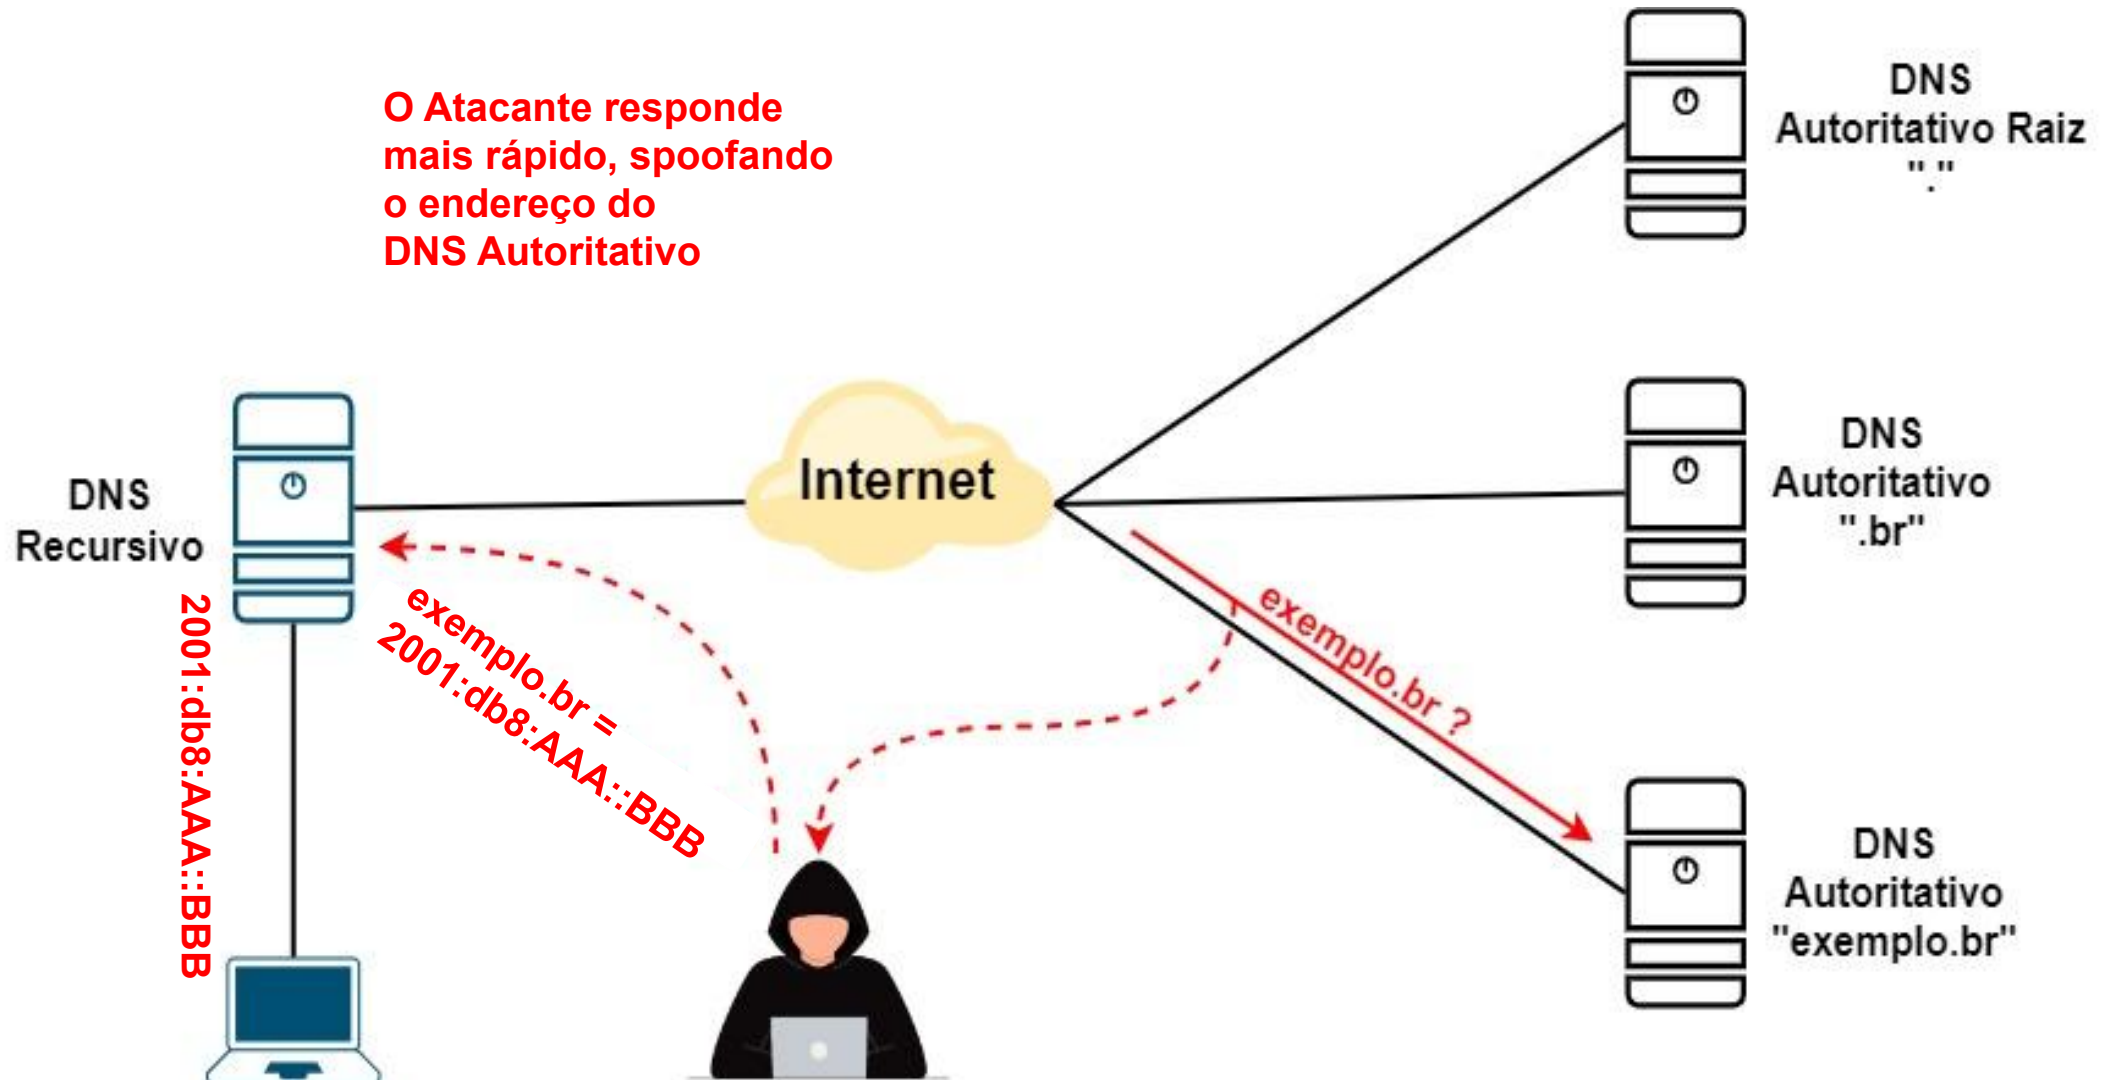 O Atacante responde
mais rápido, spoofando
o endereço do
DNS Autoritativo
DNS
Autoritativo Raiz
"."
Internet
DNS
Recursivo
DNS
Autoritativo
".br"
2001:db8:AAA::BBB
exemplo.br =
2001:db8:AAA::BBB
exemplo.br ?
DNS
Autoritativo
"exemplo.br"